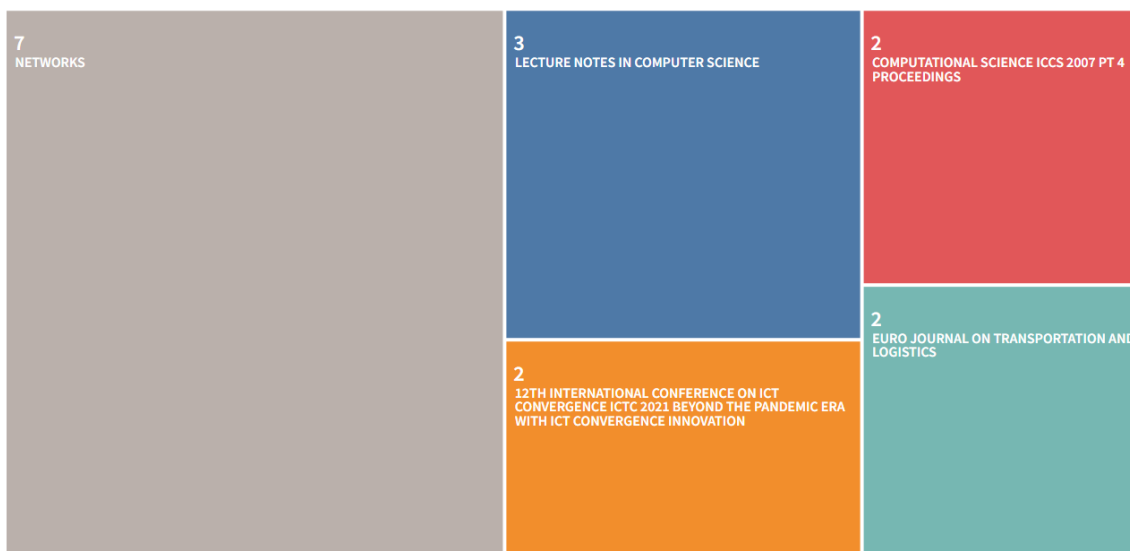 7
NETWORKS
3
LECTURE NOTES IN COMPUTER SCIENCE
2
12TH INTERNATIONAL CONFERENCE ON ICT
CONVERGENCE ICTC 2021 BEYOND THE PANDEMIC ERA
WITH ICT CONVERGENCE INNOVATION
2
COMPUTATIONAL SCIENCE ICCS 2007 PT 4
PROCEEDINGS
2
EURO JOURNAL ON TRANSPORTATION AND
LOGISTICS